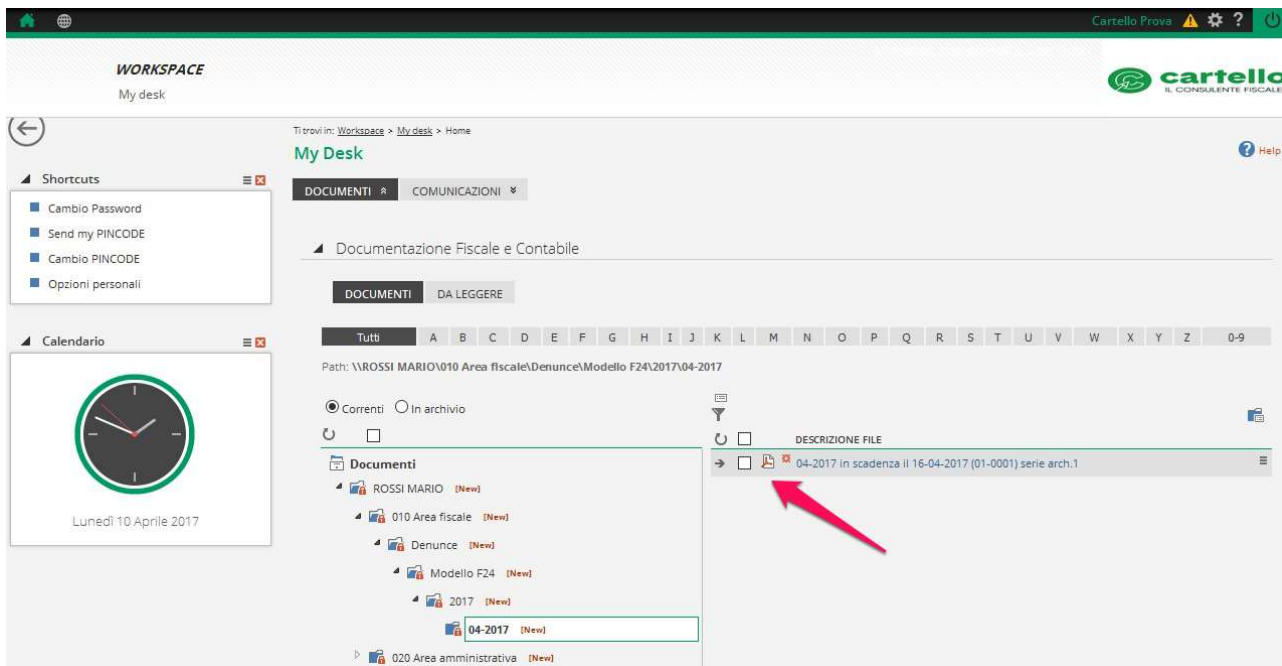 Cartello Prova ?
WORKSPACE
My desk
cartello
IL CONSULENTE FISCALE
Ti trovi in: Workspace > My desk > Home
My Desk
? Help
Shortcuts
Cambio Password
Send my PINCODE
Cambio PINCODE
Opzioni personali
DOCUMENTI COMUNICAZIONI
Documentazione Fiscale e Contabile
DOCUMENTI DA LEGGERE
Calendario
Lunedì 10 Aprile 2017
Tutti A B C D E F G H I J K L M N O P Q R S T U V W X Y Z 0-9
Path: \\ROSSI MARIO\010 Area fiscale\Denunce\Modello F24\2017\04-2017
Correnti In archivio
Documenti
ROSSI MARIO [New]
010 Area fiscale [New]
Denunce [New]
Modello F24 [New]
2017 [New]
04-2017 [New]
020 Area amministrativa [New]
DESCRIZIONE FILE
04-2017 in scadenza il 16-04-2017 (01-0001) serie arch.1